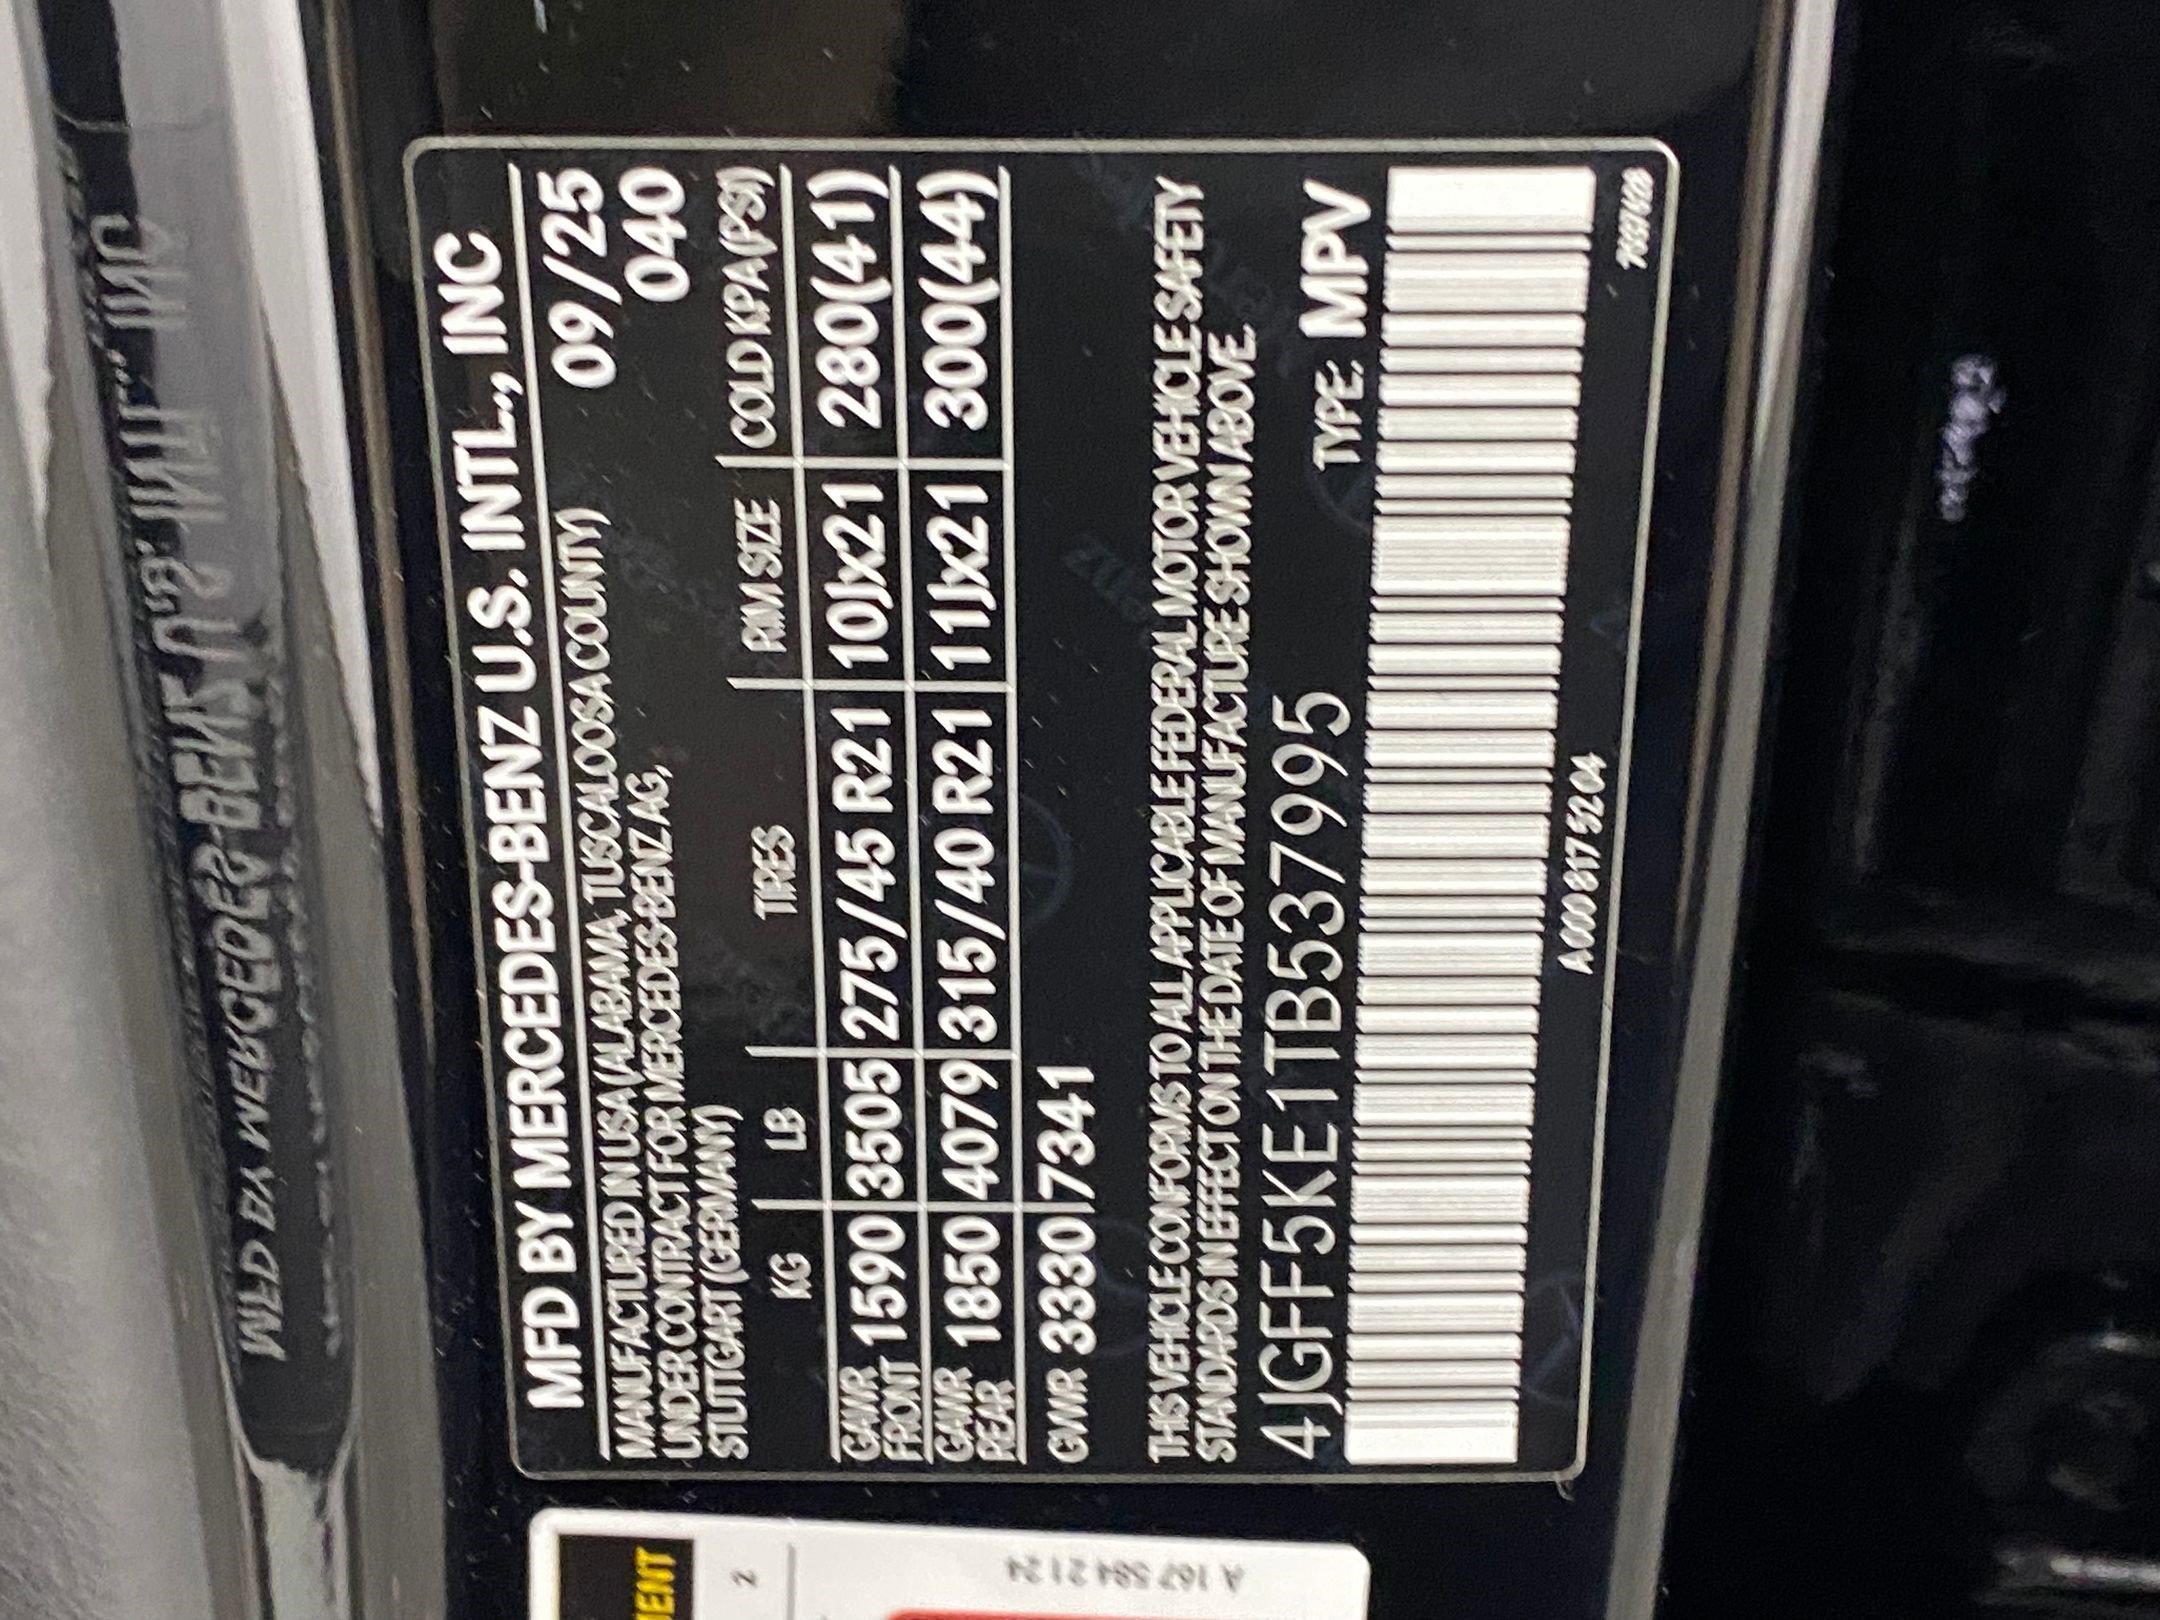 MFD BY MERCEDES-BENZ U.S. INTL., INC
MANUFACTURED IN USA (ALABAMA, TUSCALOOSA COUNTY) 09/25
UNDER CONTRACT FOR MERCEDES-BENZ AG, 040
STUTTGART (GERMANY)
KG LB TIRES RIM SIZE COLD KPA (PSI)
GAWR FRONT 1590 3505 275/45 R21 10Jx21 280(41)
GAWR REAR 1850 4079 315/40 R21 11Jx21 300(44)
GVWR 3330 7341
THIS VEHICLE CONFORMS TO ALL APPLICABLE FEDERAL MOTOR VEHICLE SAFETY
STANDARDS IN EFFECT ON THE DATE OF MANUFACTURE SHOWN ABOVE.
4JGFF5KE1TB537995 TYPE: MPV
A 000 817 52 04
2
A 167 584 21 24